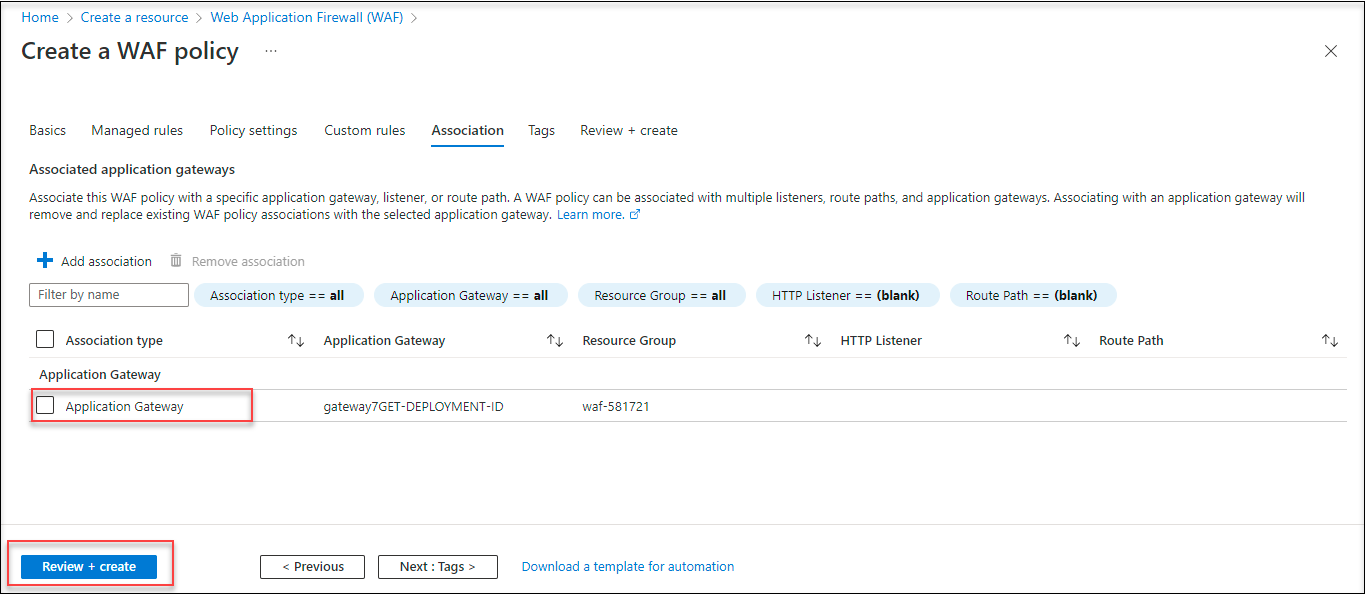 Home > Create a resource > Web Application Firewall (WAF) >
Create a WAF policy ...
Basics Managed rules Policy settings Custom rules Association Tags Review + create
Associated application gateways
Associate this WAF policy with a specific application gateway, listener, or route path. A WAF policy can be associated with multiple listeners, route paths, and application gateways. Associating with an application gateway will
remove and replace existing WAF policy associations with the selected application gateway. Learn more.
Add association Remove association
Filter by name Association type == all Application Gateway == all Resource Group == all HTTP Listener == (blank) Route Path == (blank)
Association type Application Gateway Resource Group HTTP Listener Route Path
Application Gateway
Application Gateway gateway7GET-DEPLOYMENT-ID waf-581721
Review + create < Previous Next : Tags > Download a template for automation